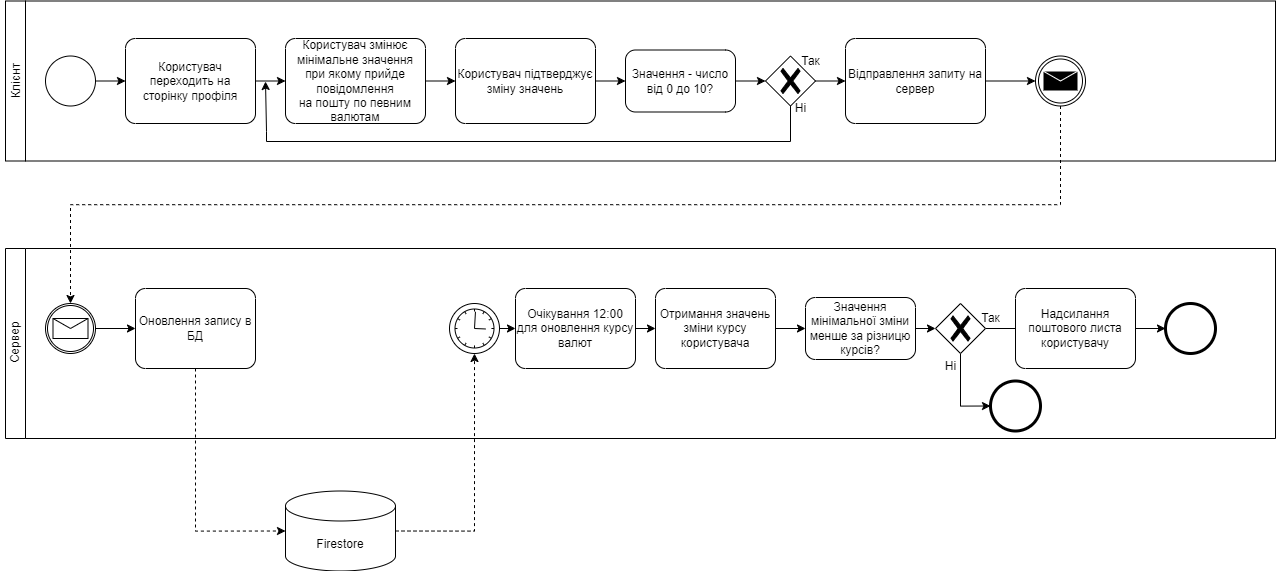 Клієнт
Користувач
переходить на
сторінку профіля
Користувач змінює
мінімальне значення
при якому прийде
повідомлення
на пошту по певним
валютам
Користувач підтверджує
зміну значень
Значення - число
від 0 до 10?
Так
Ні
Відправлення запиту на
сервер
Сервер
Оновлення запису в
БД
Очікування 12:00
для оновлення курсу
валют
Отримання значень
зміни курсу
користувача
Значення
мінімальної зміни
менше за різницю
курсів?
Так
Ні
Надсилання
поштового листа
користувачу
Firestore